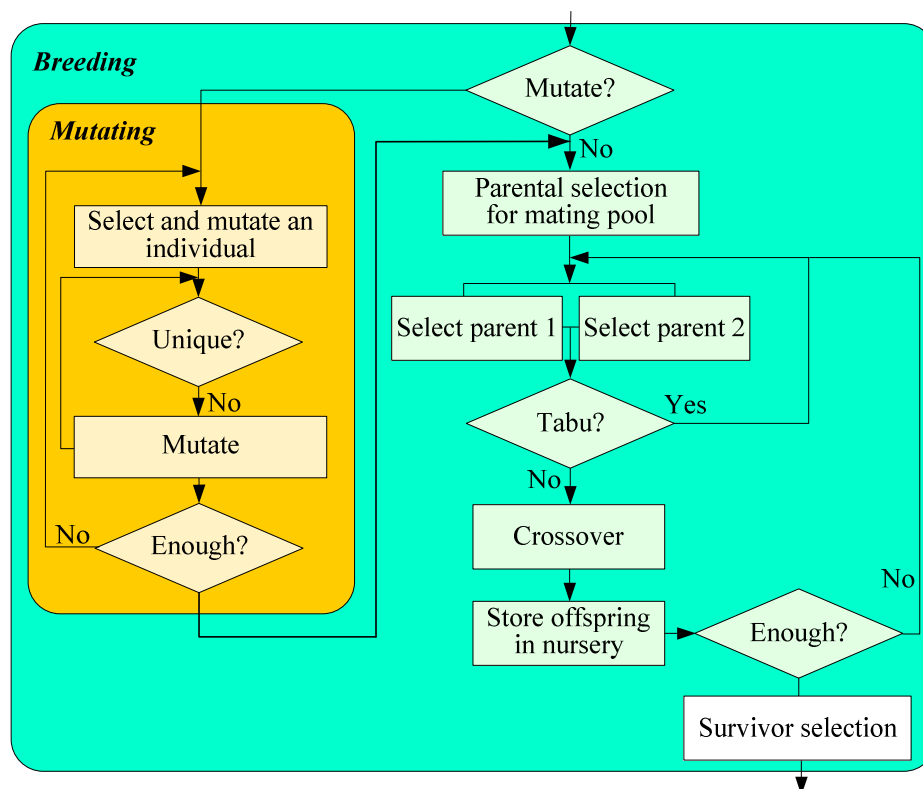 Breeding
Mutate?
Mutating
No
Parental selection
for mating pool
Select and mutate an
individual
Select parent 1
Select parent 2
Unique?
No
Yes
Tabu?
Mutate
No
Crossover
No
Enough?
No
Store offspring
in nursery
Enough?
Survivor selection